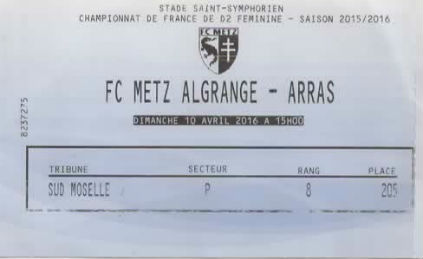 STADE SAINT-SYMPHORIEN
CHAMPIONNAT DE FRANCE DE D2 FEMININE - SAISON 2015/2016
FC METZ
FC METZ ALGRANGE - ARRAS
DIMANCHE 10 AVRIL 2016 A 15H00
8237275
TRIBUNE SECTEUR RANG PLACE
SUD MOSELLE P 8 205